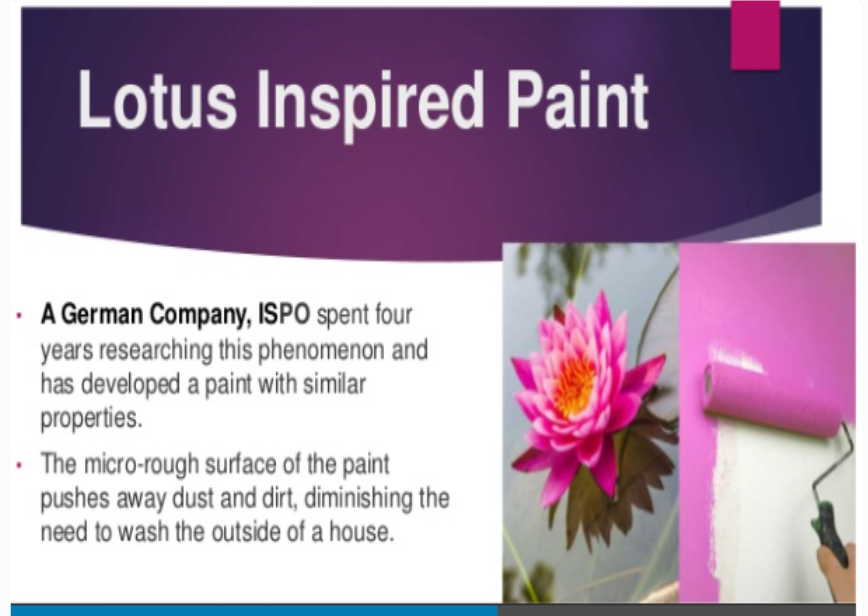 Lotus Inspired Paint
• A German Company, ISPO spent four
years researching this phenomenon and
has developed a paint with similar
properties.
• The micro-rough surface of the paint
pushes away dust and dirt, diminishing the
need to wash the outside of a house.